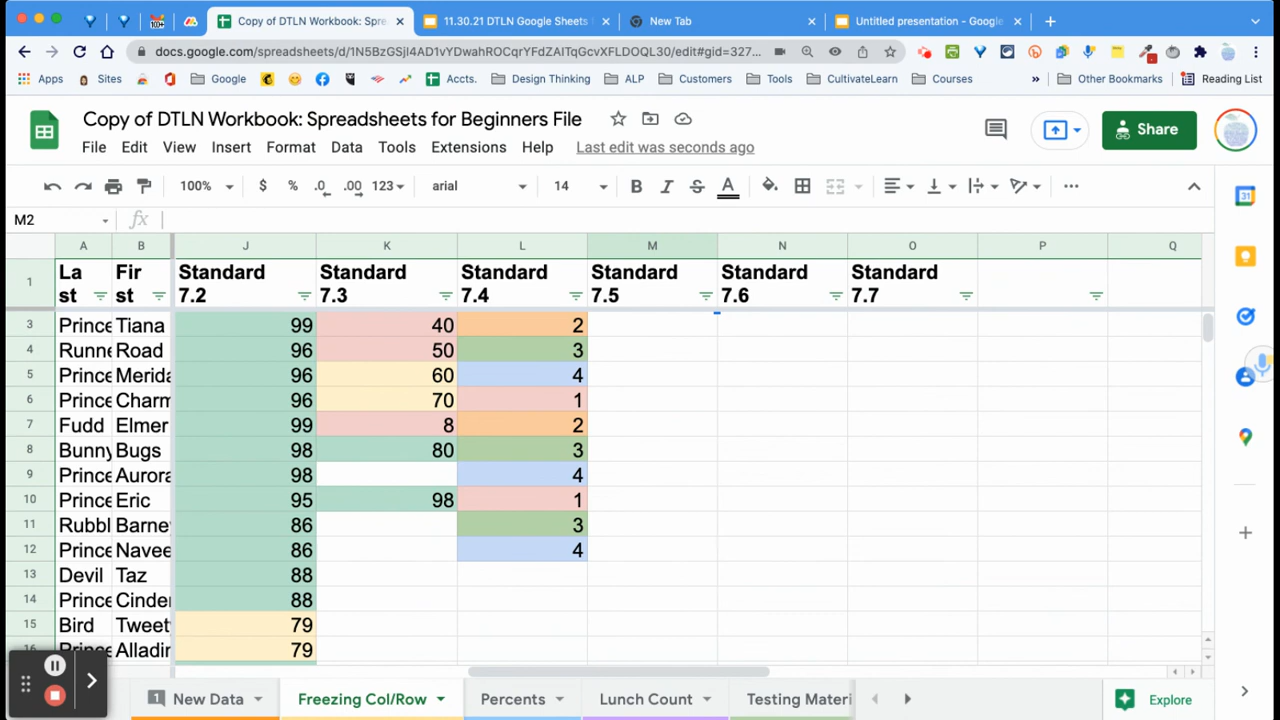 Copy of DTLN Workbook: Spre
11.30.21 DTLN Google Sheets
New Tab
Untitled presentation - Google
docs.google.com/spreadsheets/d/1N5BzGSjI4AD1vYDwahROCqrYFdZAITqGcvXFLDOQL30/edit#gid=327...
Apps
Sites
Google
Accts.
Design Thinking
ALP
Customers
Tools
CultivateLearn
Courses
»
Other Bookmarks
Reading List
Copy of DTLN Workbook: Spreadsheets for Beginners File
Share
File Edit View Insert Format Data Tools Extensions Help Last edit was seconds ago
100% $ % .0 .00 123 arial 14 B I S A
M2 fx
A B J K L M N O P Q
1 La st Fir st Standard 7.2 Standard 7.3 Standard 7.4 Standard 7.5 Standard 7.6 Standard 7.7
3 Prince Tiana 99 40 2
4 Runne Road 96 50 3
5 Prince Merida 96 60 4
6 Prince Charm 96 70 1
7 Fudd Elmer 99 8 2
8 Bunny Bugs 98 80 3
9 Prince Aurora 98 4
10 Prince Eric 95 98 1
11 Rubbl Barney 86 3
12 Prince Navee 86 4
13 Devil Taz 88
14 Prince Cinder 88
15 Bird Tweet 79
16 Prince Alladin 79
1 New Data Freezing Col/Row Percents Lunch Count Testing Materi Explore